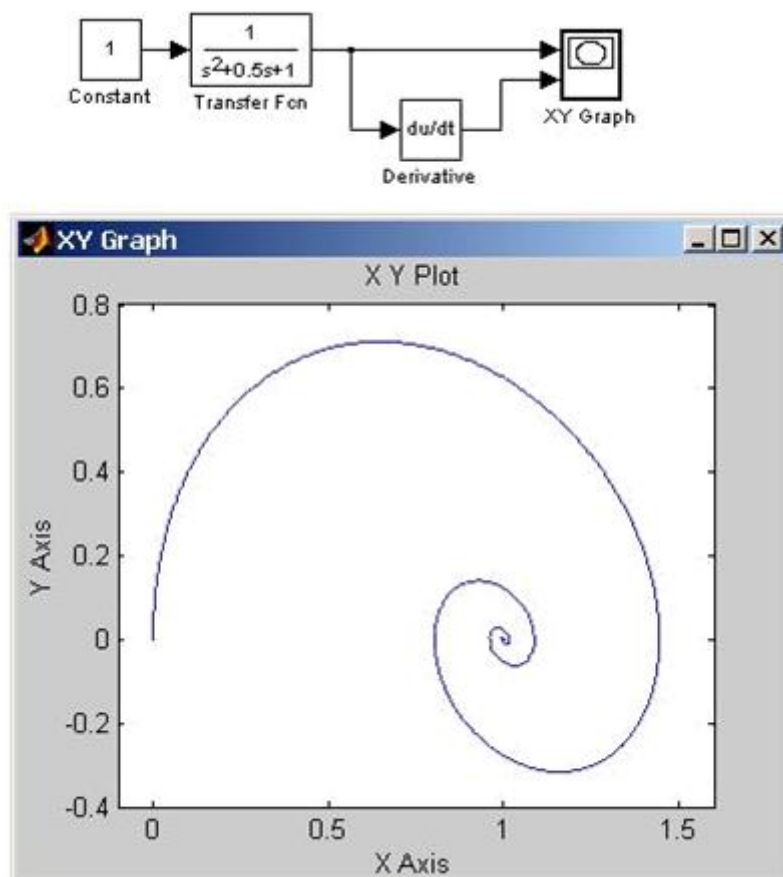 1
Constant
1
s²+0.5s+1
Transfer Fcn
du/dt
Derivative
XY Graph
XY Graph
X Y Plot
0.8
0.6
0.4
0.2
0
-0.2
-0.4
Y Axis
0
0.5
1
1.5
X Axis